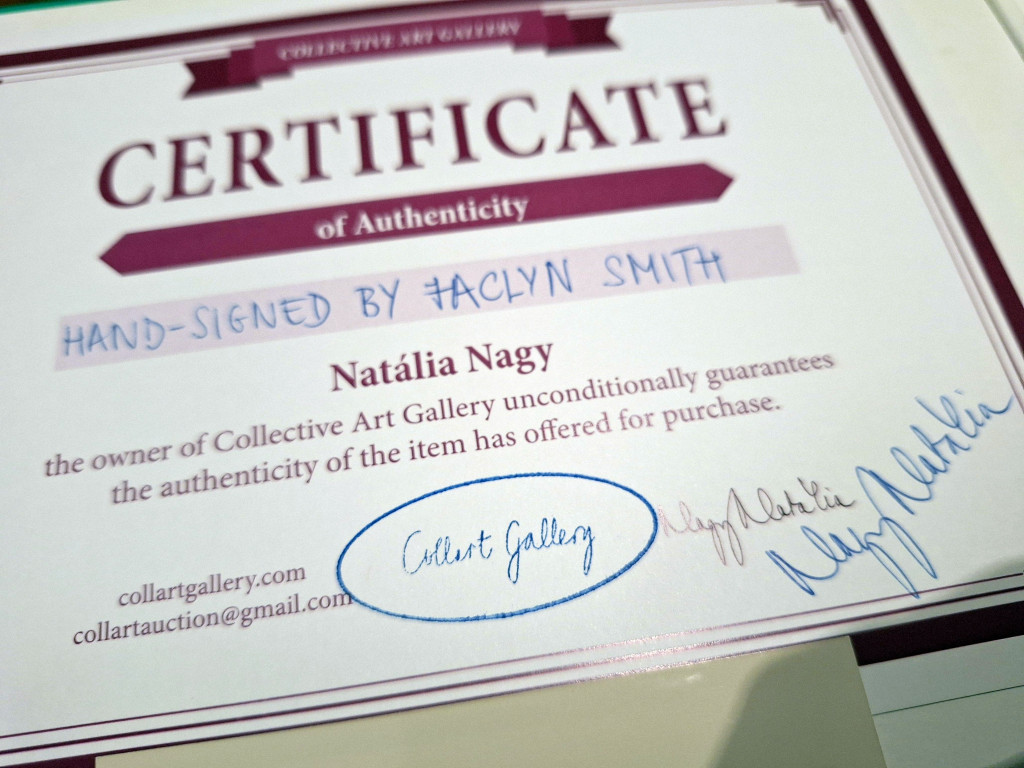 COLLECTIVE ART GALLERY
CERTIFICATE
of Authenticity
HAND-SIGNED BY JACLYN SMITH
Natália Nagy
the owner of Collective Art Gallery unconditionally guarantees
the authenticity of the item has offered for purchase.
Collart Gallery
Nagy Natália
Nagy Natália
collartgallery.com
collartauction@gmail.com